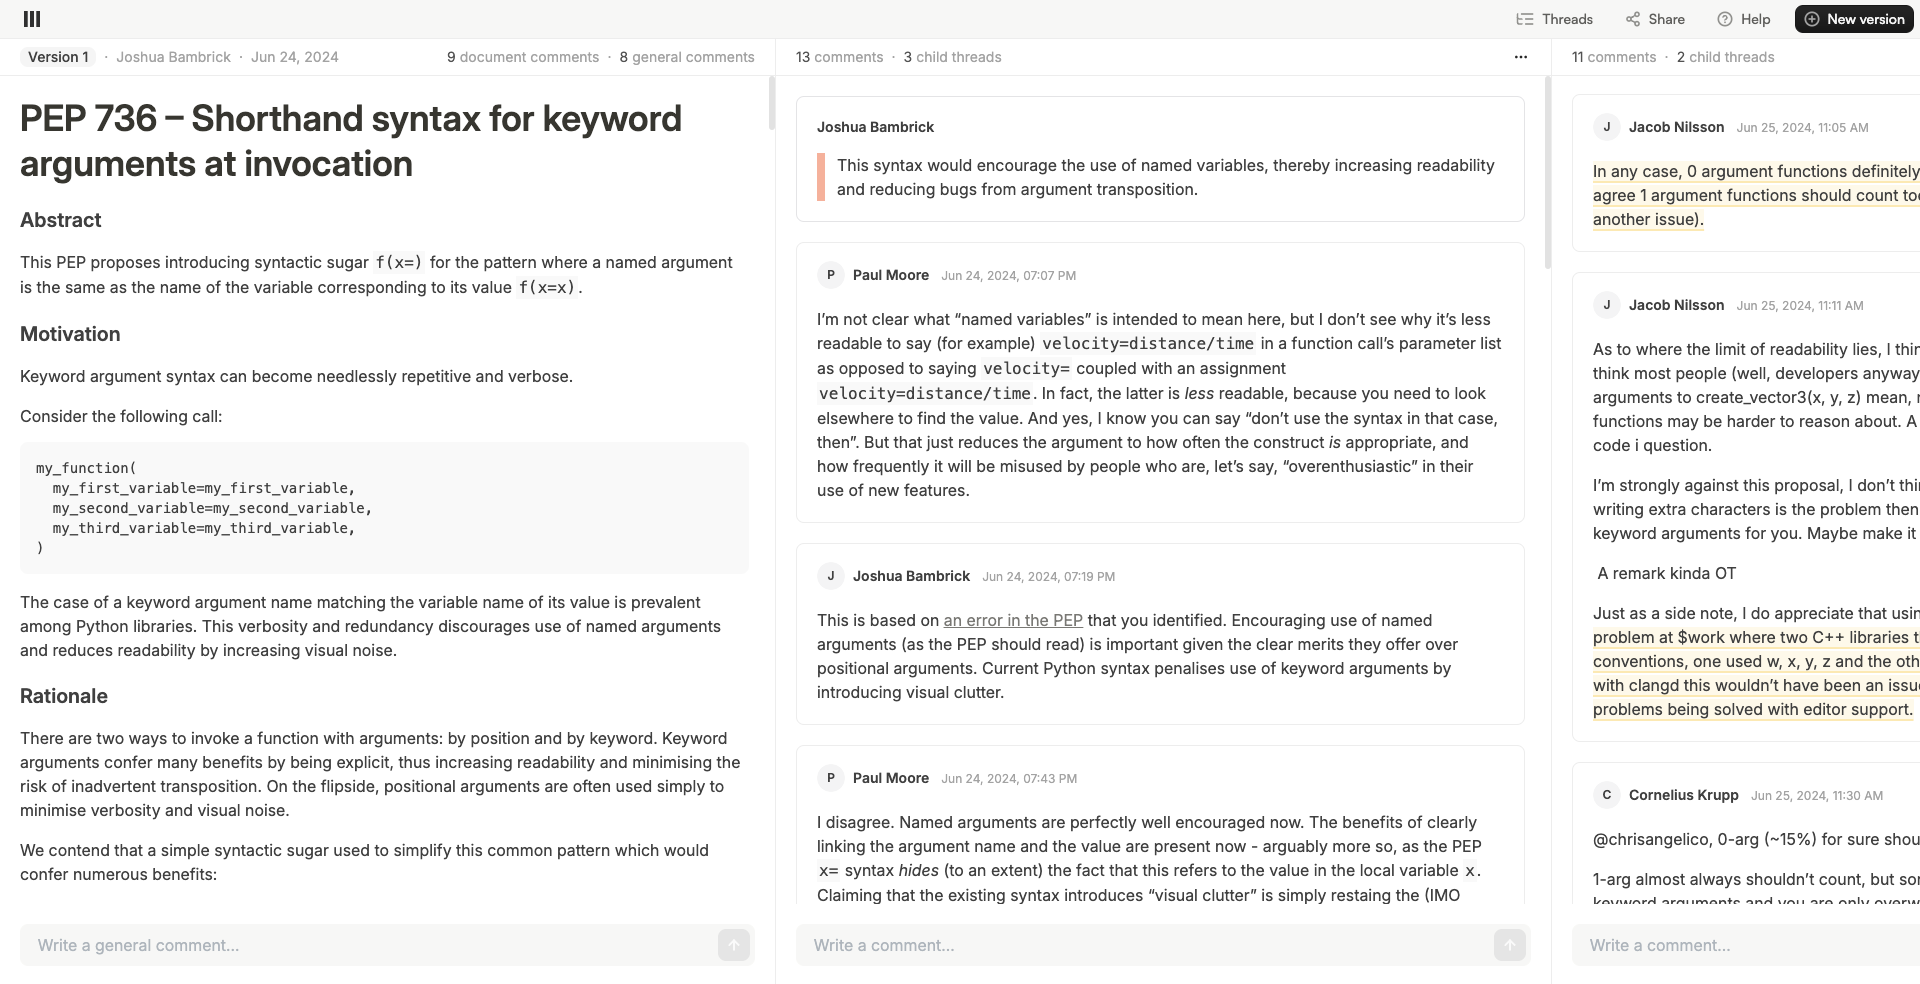 Threads
Share
Help
New version
Version 1 · Joshua Bambrick · Jun 24, 2024
9 document comments · 8 general comments
PEP 736 – Shorthand syntax for keyword
arguments at invocation
Abstract
This PEP proposes introducing syntactic sugar f(x=) for the pattern where a named argument
is the same as the name of the variable corresponding to its value f(x=x).
Motivation
Keyword argument syntax can become needlessly repetitive and verbose.
Consider the following call:
my_function(
my_first_variable=my_first_variable,
my_second_variable=my_second_variable,
my_third_variable=my_third_variable,
)
The case of a keyword argument name matching the variable name of its value is prevalent
among Python libraries. This verbosity and redundancy discourages use of named arguments
and reduces readability by increasing visual noise.
Rationale
There are two ways to invoke a function with arguments: by position and by keyword. Keyword
arguments confer many benefits by being explicit, thus increasing readability and minimising the
risk of inadvertent transposition. On the flipside, positional arguments are often used simply to
minimise verbosity and visual noise.
We contend that a simple syntactic sugar used to simplify this common pattern which would
confer numerous benefits:
Write a general comment...
13 comments · 3 child threads
Joshua Bambrick
This syntax would encourage the use of named variables, thereby increasing readability
and reducing bugs from argument transposition.
P Paul Moore Jun 24, 2024, 07:07 PM
I’m not clear what “named variables” is intended to mean here, but I don’t see why it’s less
readable to say (for example) velocity=distance/time in a function call’s parameter list
as opposed to saying velocity= coupled with an assignment
velocity=distance/time. In fact, the latter is less readable, because you need to look
elsewhere to find the value. And yes, I know you can say “don’t use the syntax in that case,
then”. But that just reduces the argument to how often the construct is appropriate, and
how frequently it will be misused by people who are, let’s say, “overenthusiastic” in their
use of new features.
J Joshua Bambrick Jun 24, 2024, 07:19 PM
This is based on an error in the PEP that you identified. Encouraging use of named
arguments (as the PEP should read) is important given the clear merits they offer over
positional arguments. Current Python syntax penalises use of keyword arguments by
introducing visual clutter.
P Paul Moore Jun 24, 2024, 07:43 PM
I disagree. Named arguments are perfectly well encouraged now. The benefits of clearly
linking the argument name and the value are present now - arguably more so, as the PEP
x= syntax hides (to an extent) the fact that this refers to the value in the local variable x.
Claiming that the existing syntax introduces “visual clutter” is simply restaing the (IMO
Write a comment...
11 comments · 2 child threads
J Jacob Nilsson Jun 25, 2024, 11:05 AM
In any case, 0 argument functions definitely
agree 1 argument functions should count too
another issue).
J Jacob Nilsson Jun 25, 2024, 11:11 AM
As to where the limit of readability lies, I thin
think most people (well, developers anyway
arguments to create_vector3(x, y, z) mean, n
functions may be harder to reason about. A
code i question.
I’m strongly against this proposal, I don’t thin
writing extra characters is the problem then
keyword arguments for you. Maybe make it
A remark kinda OT
Just as a side note, I do appreciate that usin
problem at $work where two C++ libraries t
conventions, one used w, x, y, z and the oth
with clangd this wouldn’t have been an issu
problems being solved with editor support.
C Cornelius Krupp Jun 25, 2024, 11:30 AM
@chrisangelico, 0-arg (~15%) for sure shou
1-arg almost always shouldn’t count, but so
keyword arguments and you are only overw
Write a comment...